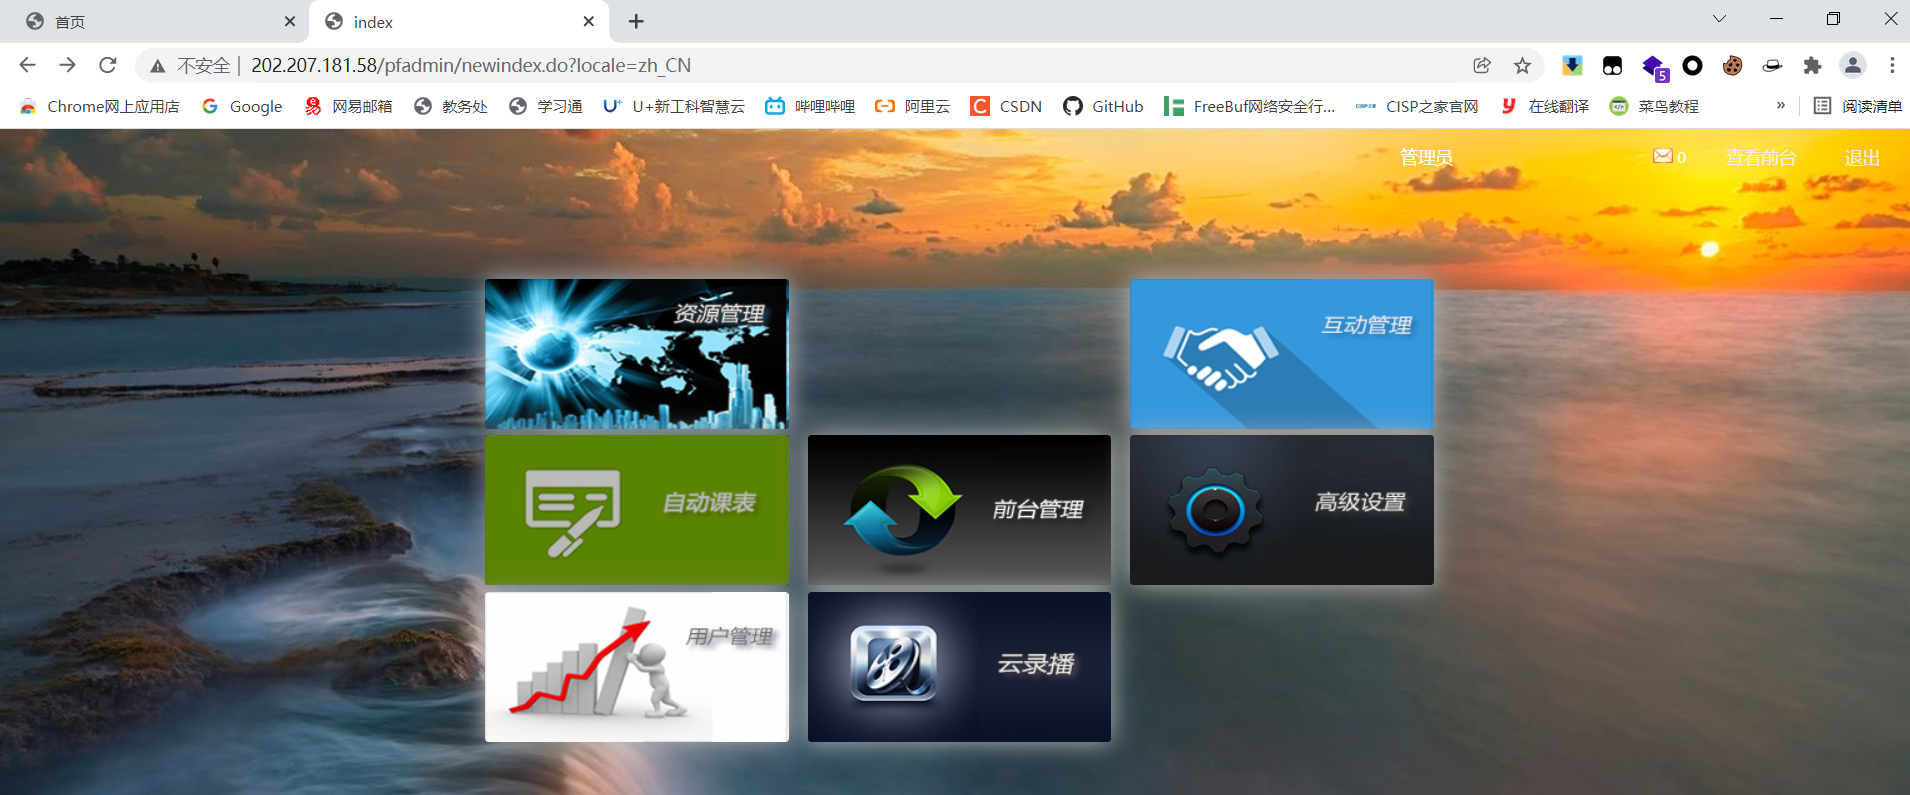 首页
index
不安全 | 202.207.181.58/pfadmin/newindex.do?locale=zh_CN
5
Chrome网上应用店
Google
网易邮箱
教务处
学习通
U+新工科智慧云
哔哩哔哩
阿里云
CSDN
GitHub
FreeBuf网络安全行...
CISP之家官网
在线翻译
菜鸟教程
»
阅读清单
管理员
0
查看前台
退出
资源管理
互动管理
自动课表
前台管理
高级设置
用户管理
云录播